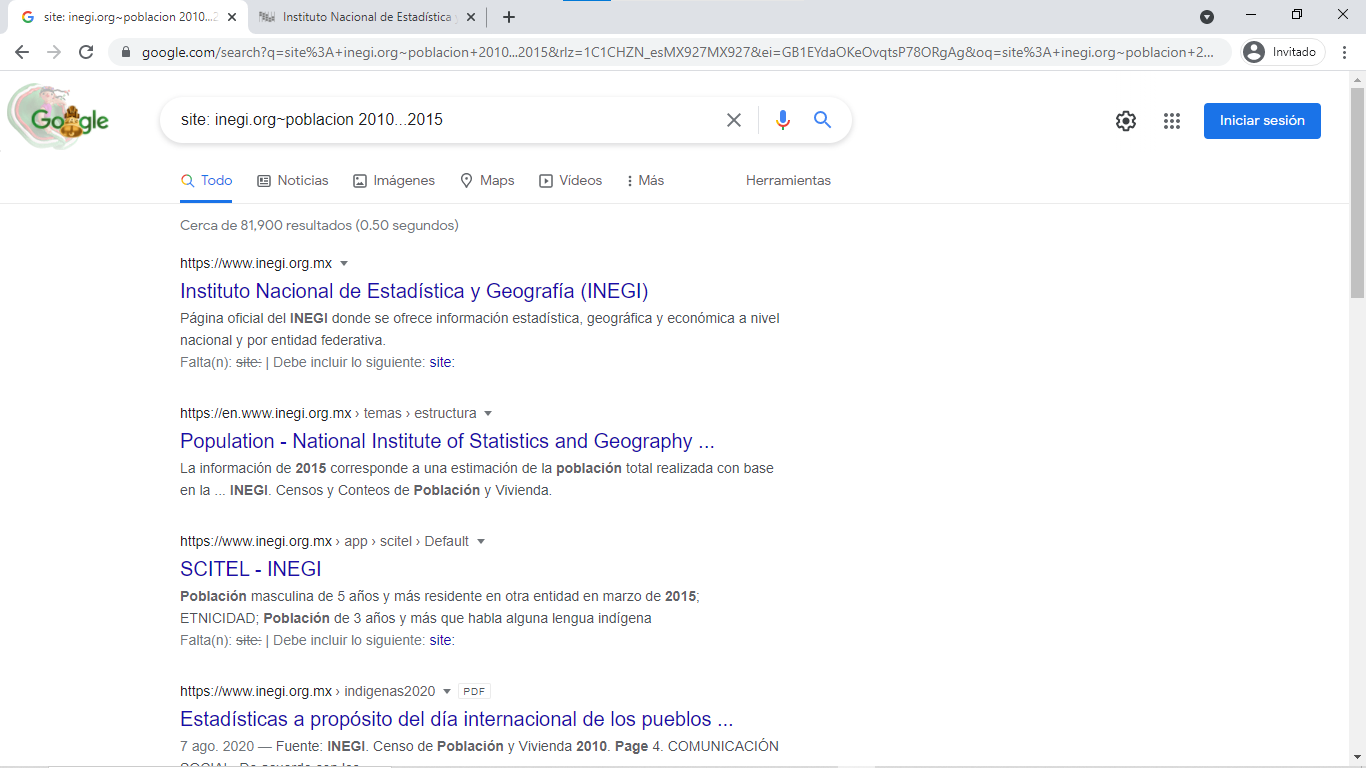 site: inegi.org~poblacion 2010...2
Instituto Nacional de Estadística y
google.com/search?q=site%3A+inegi.org~poblacion+2010...2015&rlz=1C1CHZN_esMX927MX927&ei=GB1EYdaOKeOvqtsP78ORgAg&oq=site%3A+inegi.org~poblacion+2...
Invitado
Google
site: inegi.org~poblacion 2010...2015
Iniciar sesión
Todo
Noticias
Imágenes
Maps
Videos
Más
Herramientas
Cerca de 81,900 resultados (0.50 segundos)
https://www.inegi.org.mx
Instituto Nacional de Estadística y Geografía (INEGI)
Página oficial del INEGI donde se ofrece información estadística, geográfica y económica a nivel
nacional y por entidad federativa.
Falta(n): site: | Debe incluir lo siguiente: site:
https://en.www.inegi.org.mx › temas › estructura
Population - National Institute of Statistics and Geography ...
La información de 2015 corresponde a una estimación de la población total realizada con base
en la ... INEGI. Censos y Conteos de Población y Vivienda.
https://www.inegi.org.mx › app › scitel › Default
SCITEL - INEGI
Población masculina de 5 años y más residente en otra entidad en marzo de 2015;
ETNICIDAD; Población de 3 años y más que habla alguna lengua indígena
Falta(n): site: | Debe incluir lo siguiente: site:
https://www.inegi.org.mx › indigenas2020
PDF
Estadísticas a propósito del día internacional de los pueblos ...
7 ago. 2020 — Fuente: INEGI. Censo de Población y Vivienda 2010. Page 4. COMUNICACIÓN